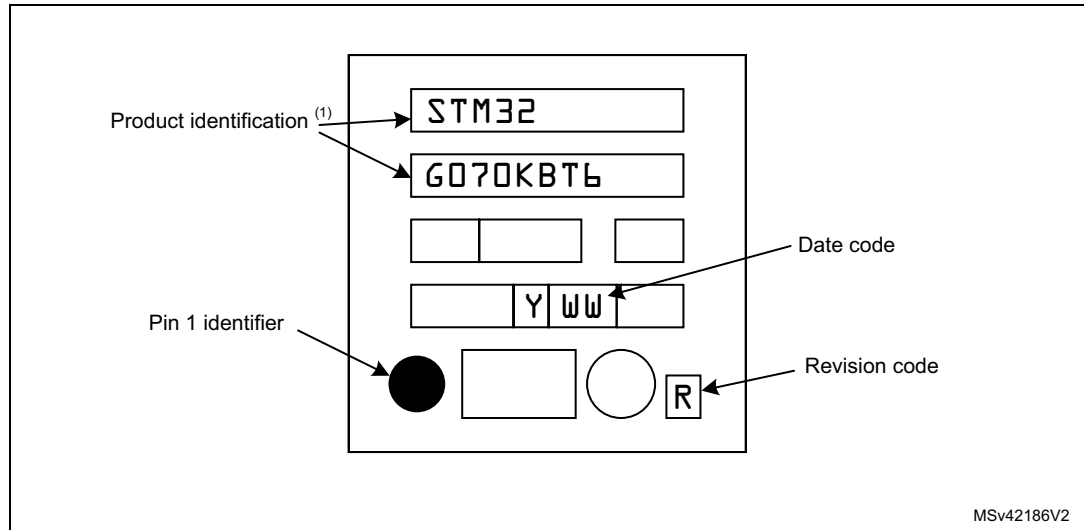 STM32
Product identification (1)
G070KBT6
Date code
Y WW
Pin 1 identifier
Revision code
R
MSv42186V2